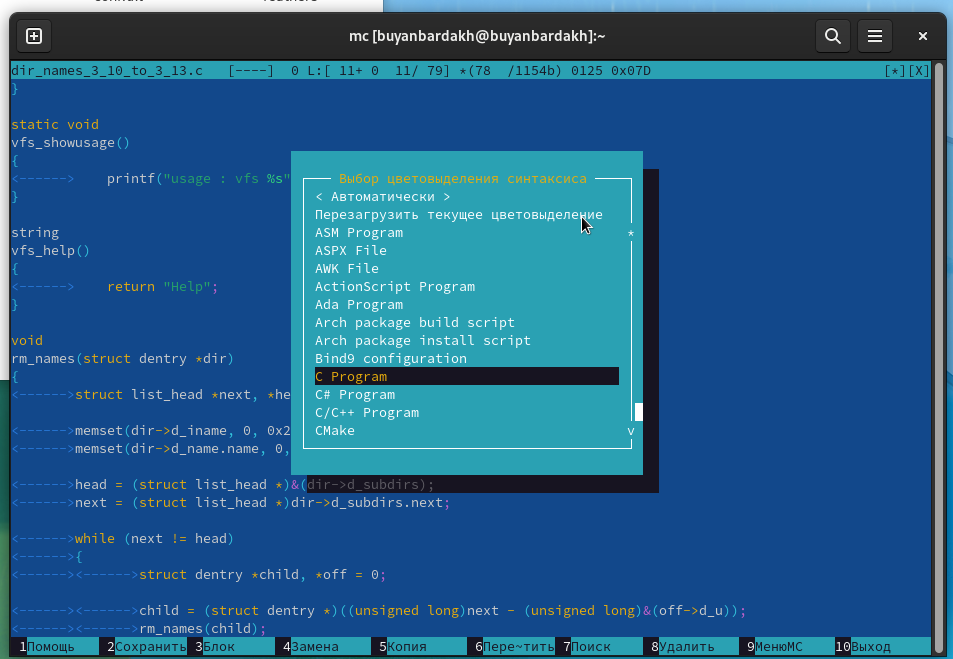 mc [buyanbardakh@buyanbardakh]:~
dir_names_3_10_to_3_13.c [----] 0 L:[ 11+ 0 11/ 79] *(78 /1154b) 0125 0x07D [*][X]
}
static void
vfs_showusage()
{
<------> printf("usage : vfs %s"
}
string
vfs_help()
{
<------> return "Help";
}
void
rm_names(struct dentry *dir)
{
<------>struct list_head *next, *he
<------>memset(dir->d_iname, 0, 0x2
<------>memset(dir->d_name.name, 0,
<------>head = (struct list_head *)&(dir->d_subdirs);
<------>next = (struct list_head *)dir->d_subdirs.next;
<------>while (next != head)
<------>{
<------><------>struct dentry *child, *off = 0;
<------><------>child = (struct dentry *)((unsigned long)next - (unsigned long)&(off->d_u));
<------><------>rm_names(child);
Выбор цветовыделения синтаксиса
< Автоматически >
Перезагрузить текущее цветовыделение
ASM Program *
ASPX File
AWK File
ActionScript Program
Ada Program
Arch package build script
Arch package install script
Bind9 configuration
C Program
C# Program
C/C++ Program
CMake v
1Помощь 2Сохранить 3Блок 4Замена 5Копия 6Пере~тить 7Поиск 8Удалить 9МенюMC 10Выход